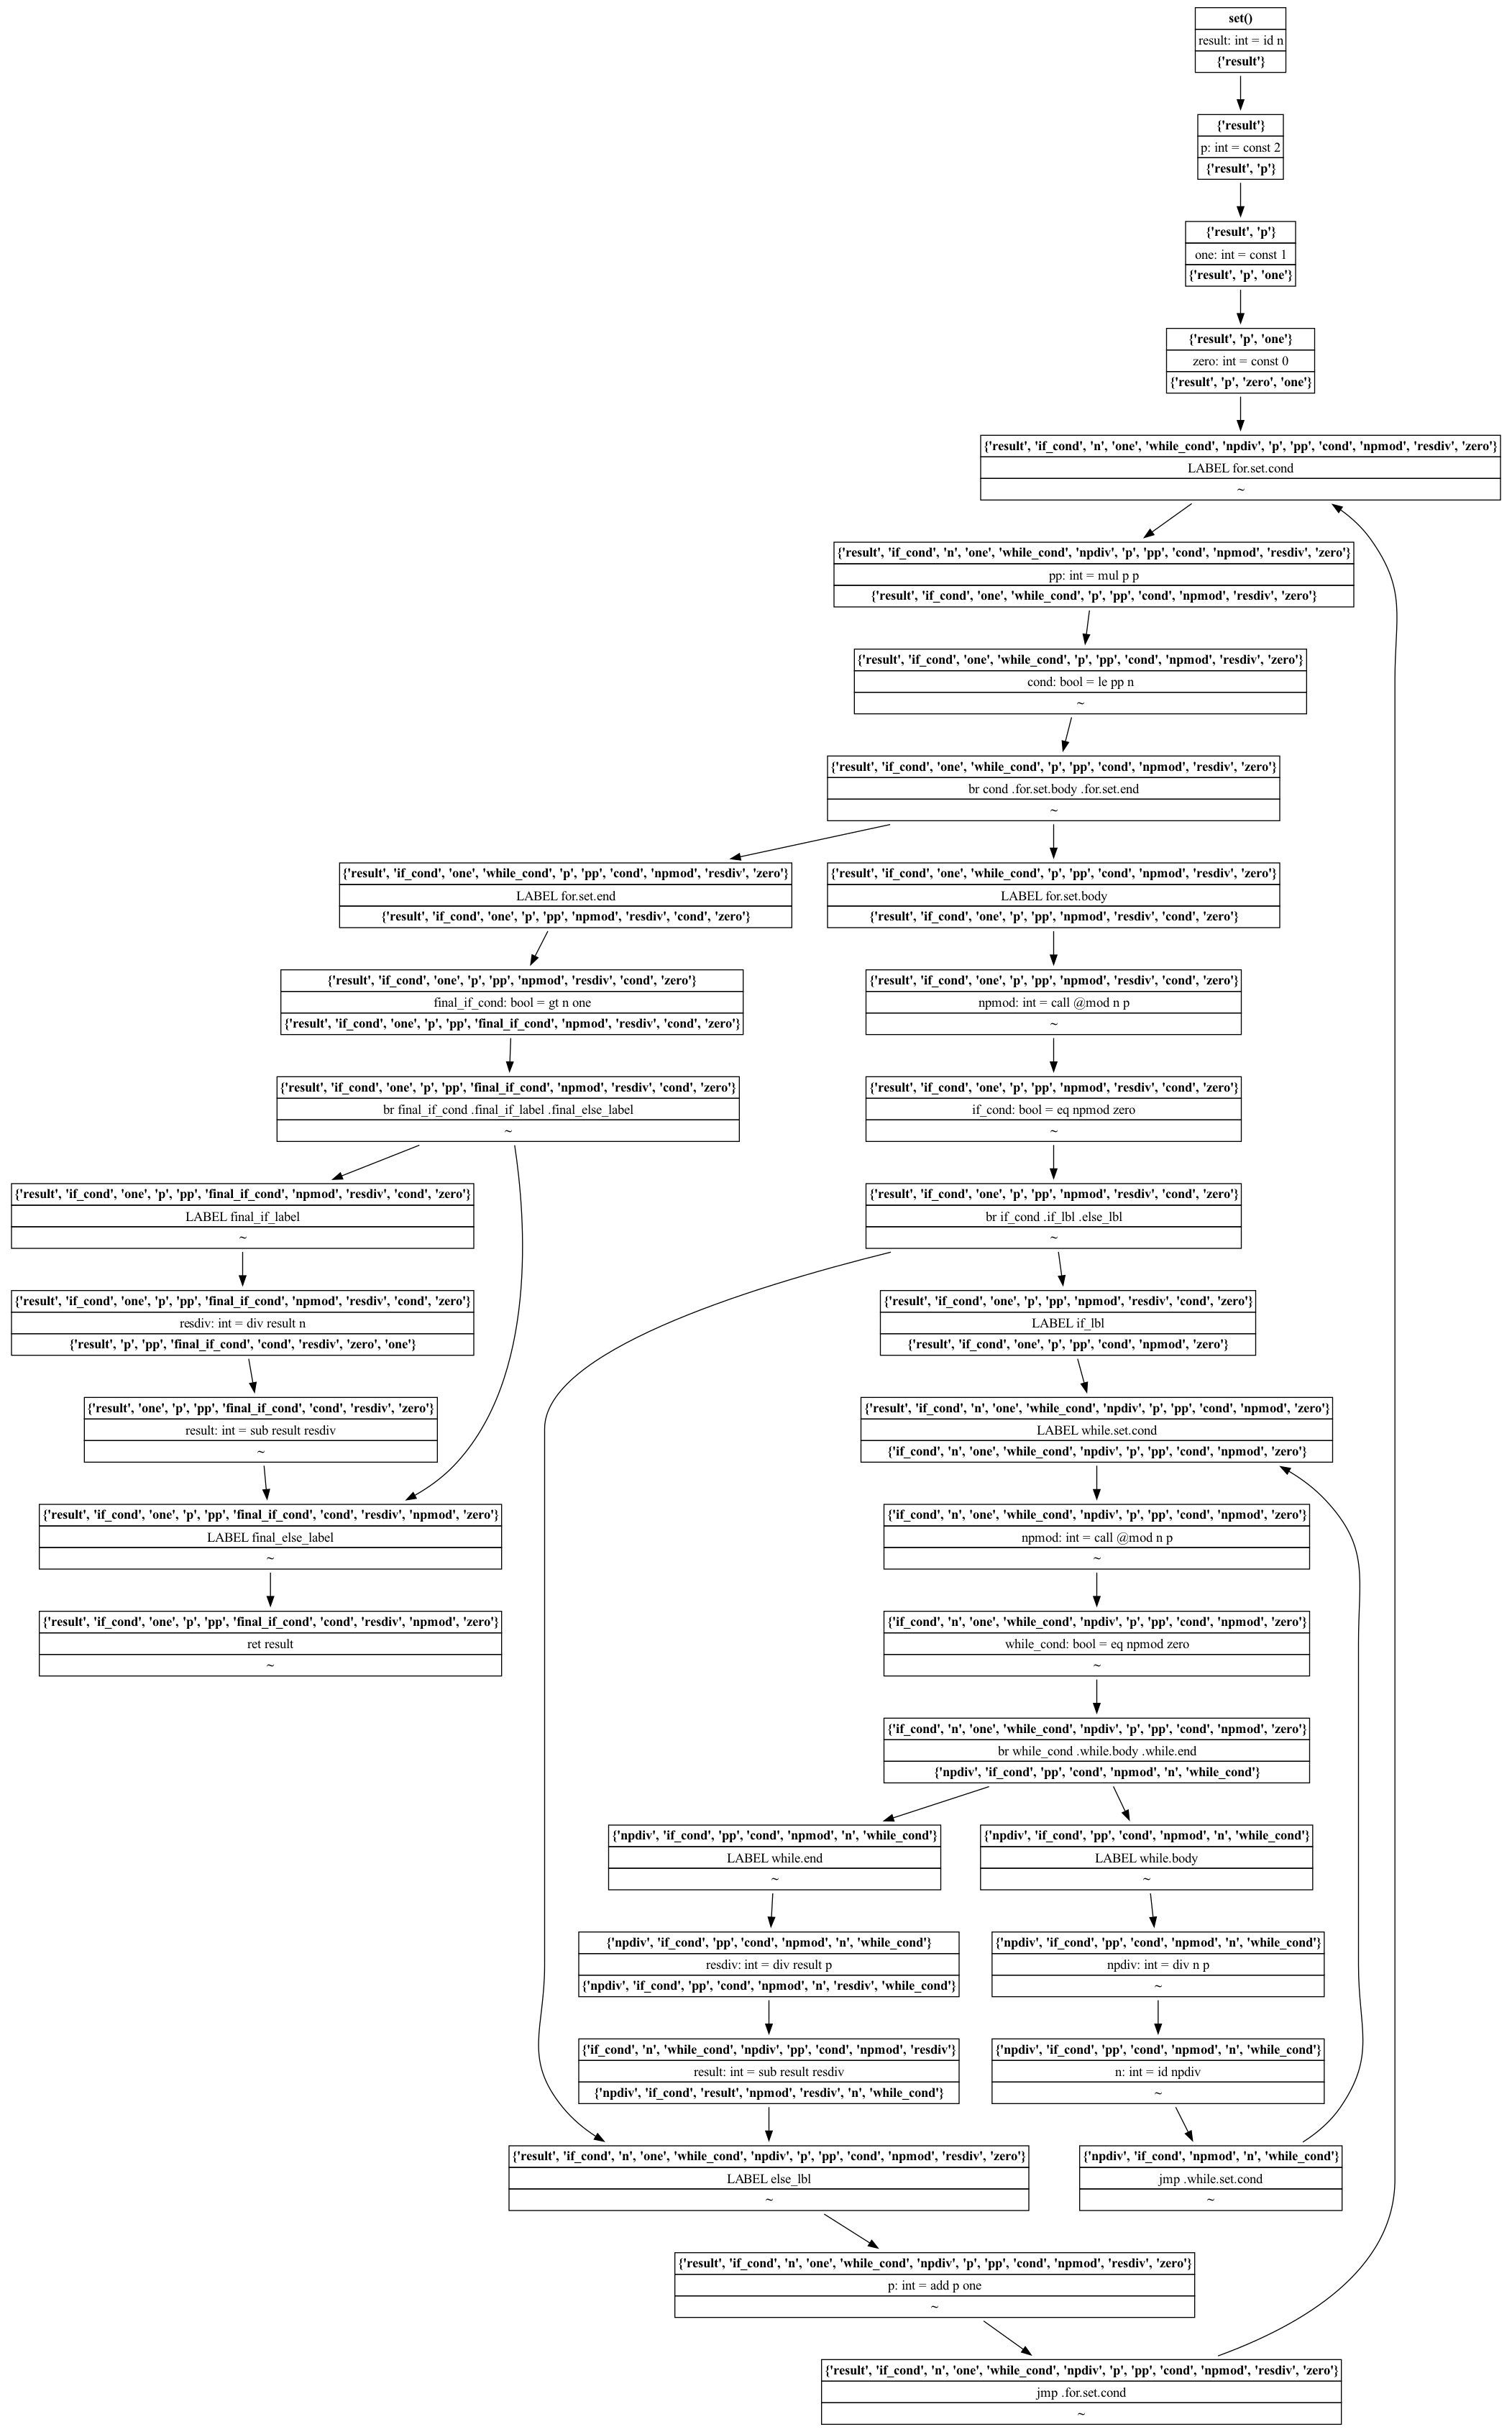 set()
result: int = id n
{'result'}
{'result'}
p: int = const 2
{'result', 'p'}
{'result', 'p'}
one: int = const 1
{'result', 'p', 'one'}
{'result', 'p', 'one'}
zero: int = const 0
{'result', 'p', 'zero', 'one'}
{'result', 'if_cond', 'n', 'one', 'while_cond', 'npdiv', 'p', 'pp', 'cond', 'npmod', 'resdiv', 'zero'}
LABEL for.set.cond
~
{'result', 'if_cond', 'n', 'one', 'while_cond', 'npdiv', 'p', 'pp', 'cond', 'npmod', 'resdiv', 'zero'}
pp: int = mul p p
{'result', 'if_cond', 'one', 'while_cond', 'p', 'pp', 'cond', 'npmod', 'resdiv', 'zero'}
{'result', 'if_cond', 'one', 'while_cond', 'p', 'pp', 'cond', 'npmod', 'resdiv', 'zero'}
cond: bool = le pp n
~
{'result', 'if_cond', 'one', 'while_cond', 'p', 'pp', 'cond', 'npmod', 'resdiv', 'zero'}
br cond .for.set.body .for.set.end
~
{'result', 'if_cond', 'one', 'while_cond', 'p', 'pp', 'cond', 'npmod', 'resdiv', 'zero'}
LABEL for.set.end
{'result', 'if_cond', 'one', 'p', 'pp', 'npmod', 'resdiv', 'cond', 'zero'}
{'result', 'if_cond', 'one', 'while_cond', 'p', 'pp', 'cond', 'npmod', 'resdiv', 'zero'}
LABEL for.set.body
{'result', 'if_cond', 'one', 'p', 'pp', 'npmod', 'resdiv', 'cond', 'zero'}
{'result', 'if_cond', 'one', 'p', 'pp', 'npmod', 'resdiv', 'cond', 'zero'}
final_if_cond: bool = gt n one
{'result', 'if_cond', 'one', 'p', 'pp', 'final_if_cond', 'npmod', 'resdiv', 'cond', 'zero'}
{'result', 'if_cond', 'one', 'p', 'pp', 'npmod', 'resdiv', 'cond', 'zero'}
npmod: int = call @mod n p
~
{'result', 'if_cond', 'one', 'p', 'pp', 'final_if_cond', 'npmod', 'resdiv', 'cond', 'zero'}
br final_if_cond .final_if_label .final_else_label
~
{'result', 'if_cond', 'one', 'p', 'pp', 'npmod', 'resdiv', 'cond', 'zero'}
if_cond: bool = eq npmod zero
~
{'result', 'if_cond', 'one', 'p', 'pp', 'final_if_cond', 'npmod', 'resdiv', 'cond', 'zero'}
LABEL final_if_label
~
{'result', 'if_cond', 'one', 'p', 'pp', 'npmod', 'resdiv', 'cond', 'zero'}
br if_cond .if_lbl .else_lbl
~
{'result', 'if_cond', 'one', 'p', 'pp', 'final_if_cond', 'npmod', 'resdiv', 'cond', 'zero'}
resdiv: int = div result n
{'result', 'p', 'pp', 'final_if_cond', 'cond', 'resdiv', 'zero', 'one'}
{'result', 'if_cond', 'one', 'p', 'pp', 'npmod', 'resdiv', 'cond', 'zero'}
LABEL if_lbl
{'result', 'if_cond', 'one', 'p', 'pp', 'cond', 'npmod', 'zero'}
{'result', 'one', 'p', 'pp', 'final_if_cond', 'cond', 'resdiv', 'zero'}
result: int = sub result resdiv
~
{'result', 'if_cond', 'n', 'one', 'while_cond', 'npdiv', 'p', 'pp', 'cond', 'npmod', 'zero'}
LABEL while.set.cond
{'if_cond', 'n', 'one', 'while_cond', 'npdiv', 'p', 'pp', 'cond', 'npmod', 'zero'}
{'result', 'if_cond', 'one', 'p', 'pp', 'final_if_cond', 'cond', 'resdiv', 'npmod', 'zero'}
LABEL final_else_label
~
{'if_cond', 'n', 'one', 'while_cond', 'npdiv', 'p', 'pp', 'cond', 'npmod', 'zero'}
npmod: int = call @mod n p
~
{'result', 'if_cond', 'one', 'p', 'pp', 'final_if_cond', 'cond', 'resdiv', 'npmod', 'zero'}
ret result
~
{'if_cond', 'n', 'one', 'while_cond', 'npdiv', 'p', 'pp', 'cond', 'npmod', 'zero'}
while_cond: bool = eq npmod zero
~
{'if_cond', 'n', 'one', 'while_cond', 'npdiv', 'p', 'pp', 'cond', 'npmod', 'zero'}
br while_cond .while.body .while.end
{'npdiv', 'if_cond', 'pp', 'cond', 'npmod', 'n', 'while_cond'}
{'npdiv', 'if_cond', 'pp', 'cond', 'npmod', 'n', 'while_cond'}
LABEL while.end
~
{'npdiv', 'if_cond', 'pp', 'cond', 'npmod', 'n', 'while_cond'}
LABEL while.body
~
{'npdiv', 'if_cond', 'pp', 'cond', 'npmod', 'n', 'while_cond'}
resdiv: int = div result p
{'npdiv', 'if_cond', 'pp', 'cond', 'npmod', 'n', 'resdiv', 'while_cond'}
{'npdiv', 'if_cond', 'pp', 'cond', 'npmod', 'n', 'while_cond'}
npdiv: int = div n p
~
{'if_cond', 'n', 'while_cond', 'npdiv', 'pp', 'cond', 'npmod', 'resdiv'}
result: int = sub result resdiv
{'npdiv', 'if_cond', 'result', 'npmod', 'resdiv', 'n', 'while_cond'}
{'npdiv', 'if_cond', 'pp', 'cond', 'npmod', 'n', 'while_cond'}
n: int = id npdiv
~
{'result', 'if_cond', 'n', 'one', 'while_cond', 'npdiv', 'p', 'pp', 'cond', 'npmod', 'resdiv', 'zero'}
LABEL else_lbl
~
{'npdiv', 'if_cond', 'npmod', 'n', 'while_cond'}
jmp .while.set.cond
~
{'result', 'if_cond', 'n', 'one', 'while_cond', 'npdiv', 'p', 'pp', 'cond', 'npmod', 'resdiv', 'zero'}
p: int = add p one
~
{'result', 'if_cond', 'n', 'one', 'while_cond', 'npdiv', 'p', 'pp', 'cond', 'npmod', 'resdiv', 'zero'}
jmp .for.set.cond
~